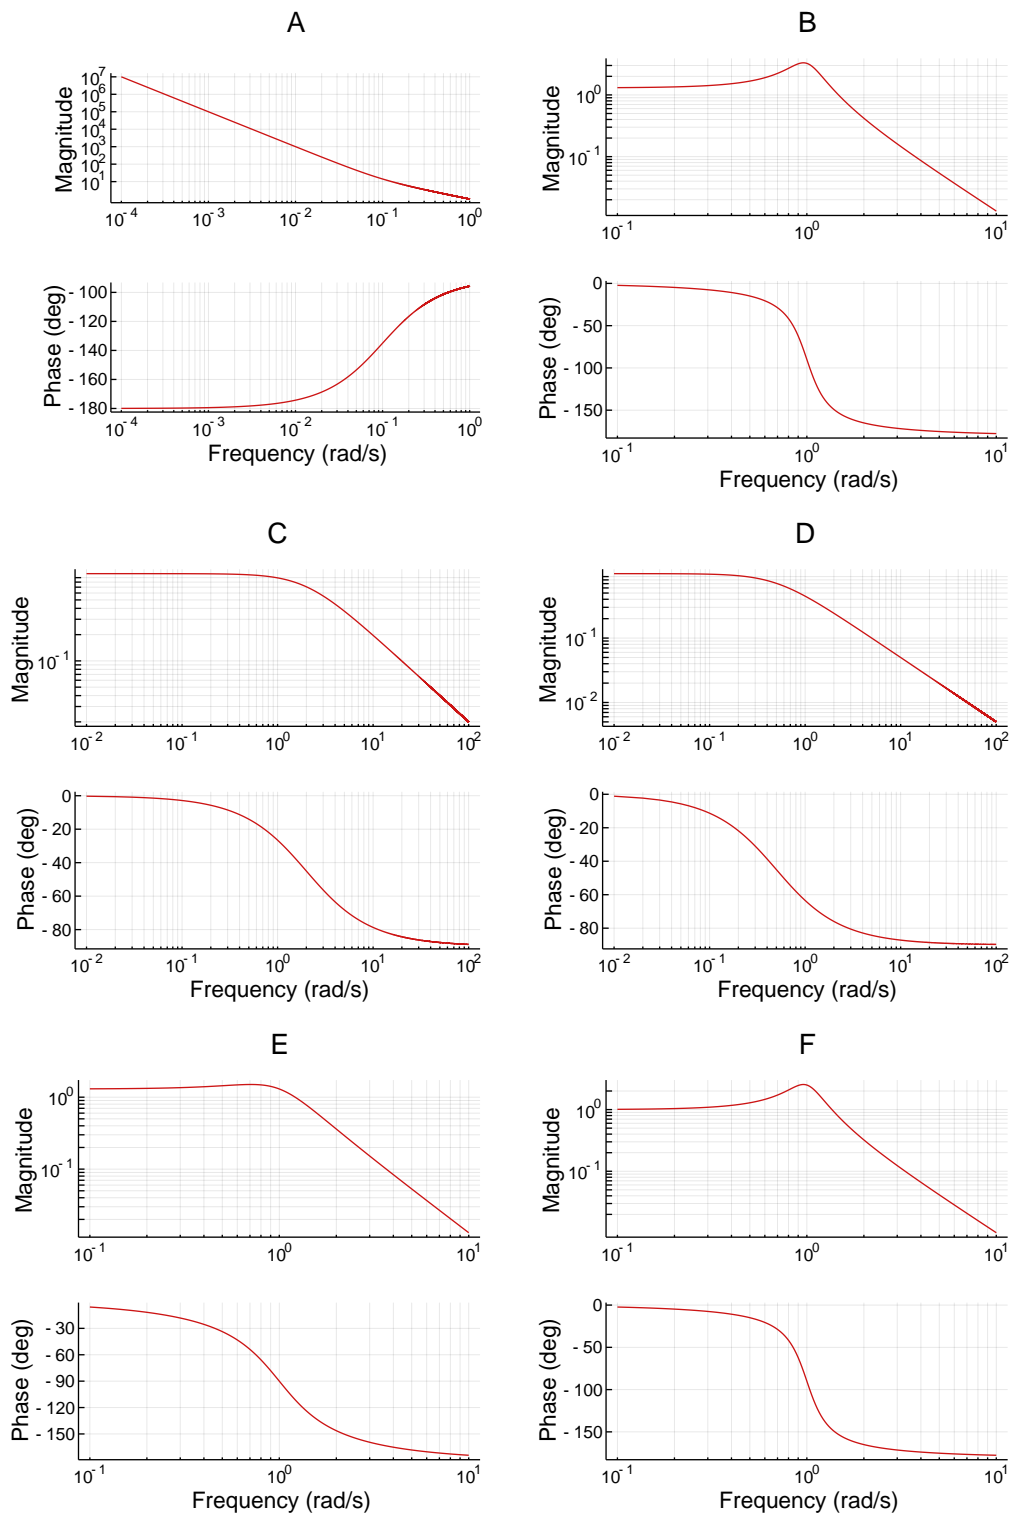 A
Magnitude
10^7
10^6
10^5
10^4
10^3
10^2
10^1
10^-4 10^-3 10^-2 10^-1 10^0
Phase (deg)
- 100
- 120
- 140
- 160
- 180
10^-4 10^-3 10^-2 10^-1 10^0
Frequency (rad/s)
B
Magnitude
10^0
10^-1
10^-1 10^0 10^1
Phase (deg)
0
- 50
- 100
- 150
10^-1 10^0 10^1
Frequency (rad/s)
C
Magnitude
10^-1
10^-2 10^-1 10^0 10^1 10^2
Phase (deg)
0
- 20
- 40
- 60
- 80
10^-2 10^-1 10^0 10^1 10^2
Frequency (rad/s)
D
Magnitude
10^-1
10^-2
10^-2 10^-1 10^0 10^1 10^2
Phase (deg)
0
- 20
- 40
- 60
- 80
10^-2 10^-1 10^0 10^1 10^2
Frequency (rad/s)
E
Magnitude
10^0
10^-1
10^-1 10^0 10^1
Phase (deg)
- 30
- 60
- 90
- 120
- 150
10^-1 10^0 10^1
Frequency (rad/s)
F
Magnitude
10^0
10^-1
10^-1 10^0 10^1
Phase (deg)
0
- 50
- 100
- 150
10^-1 10^0 10^1
Frequency (rad/s)